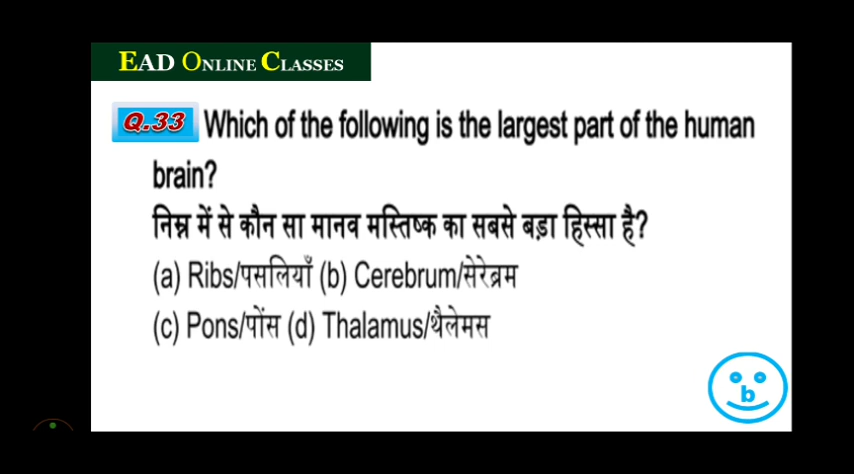 EAD ONLINE CLASSES
Q.33 Which of the following is the largest part of the human
brain?
निम्न में से कौन सा मानव मस्तिष्क का सबसे बड़ा हिस्सा है?
(a) Ribs/पसलियाँ (b) Cerebrum/सेरेब्रम
(c) Pons/पोंस (d) Thalamus/थैलेमस
b